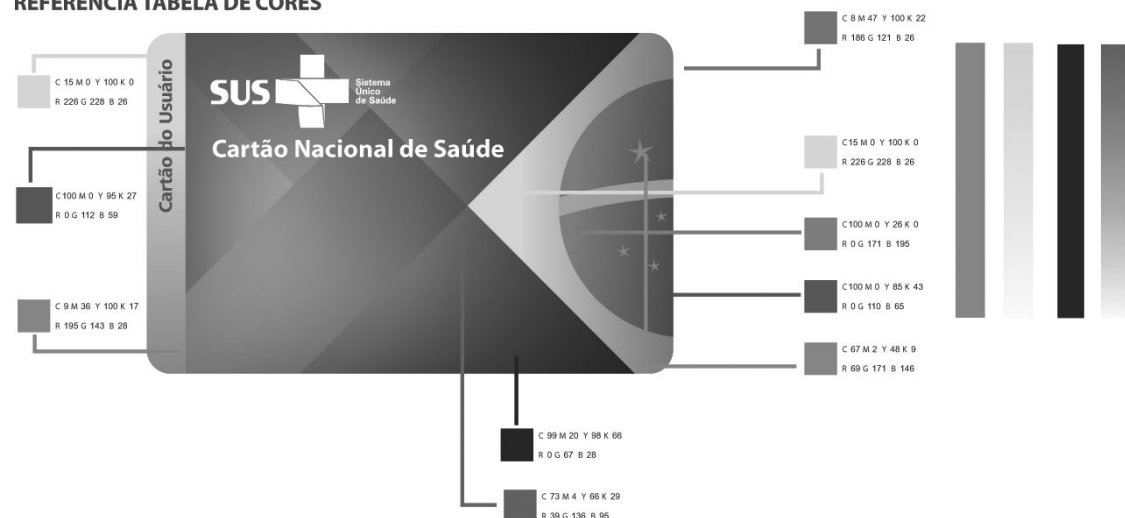 REFERÊNCIA TABELA DE CORES
C 15 M 0 Y 100 K 0
R 226 G 228 B 26
C 100 M 0 Y 95 K 27
R 0 G 112 B 59
C 9 M 36 Y 100 K 17
R 195 G 143 B 28
Cartão do Usuário
SUS
Sistema
Único
de Saúde
Cartão Nacional de Saúde
C 8 M 47 Y 100 K 22
R 186 G 121 B 26
C 15 M 0 Y 100 K 0
R 226 G 228 B 26
C 100 M 0 Y 26 K 0
R 0 G 171 B 195
C 100 M 0 Y 85 K 43
R 0 G 110 B 65
C 67 M 2 Y 48 K 9
R 69 G 171 B 146
C 99 M 20 Y 98 K 66
R 0 G 67 B 28
C 73 M 4 Y 66 K 29
R 39 G 136 B 95